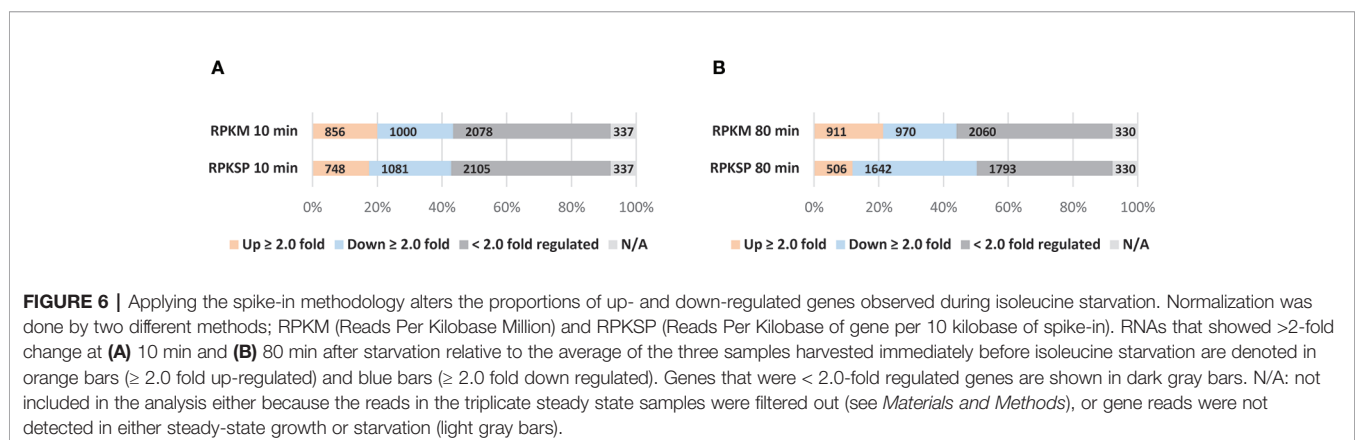 A
B
RPKM 10 min 856 1000 2078 337
RPKSP 10 min 748 1081 2105 337
0% 20% 40% 60% 80% 100%
Up ≥ 2.0 fold Down ≥ 2.0 fold < 2.0 fold regulated N/A
RPKM 80 min 911 970 2060 330
RPKSP 80 min 506 1642 1793 330
0% 20% 40% 60% 80% 100%
Up ≥ 2.0 fold Down ≥ 2.0 fold < 2.0 fold regulated N/A
FIGURE 6 | Applying the spike-in methodology alters the proportions of up- and down-regulated genes observed during isoleucine starvation. Normalization was
done by two different methods; RPKM (Reads Per Kilobase Million) and RPKSP (Reads Per Kilobase of gene per 10 kilobase of spike-in). RNAs that showed >2-fold
change at (A) 10 min and (B) 80 min after starvation relative to the average of the three samples harvested immediately before isoleucine starvation are denoted in
orange bars (≥ 2.0 fold up-regulated) and blue bars (≥ 2.0 fold down regulated). Genes that were < 2.0-fold regulated genes are shown in dark gray bars. N/A: not
included in the analysis either because the reads in the triplicate steady state samples were filtered out (see Materials and Methods), or gene reads were not
detected in either steady-state growth or starvation (light gray bars).